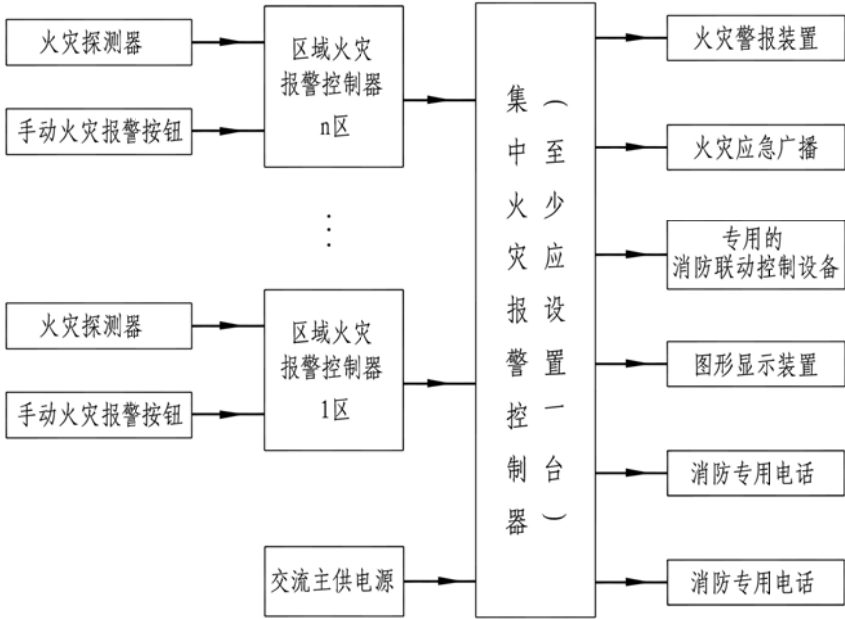 火灾探测器
手动火灾报警按钮
区域火灾
报警控制器
n区
⋮
火灾探测器
手动火灾报警按钮
区域火灾
报警控制器
1区
交流主供电源
集中火灾报警控制器
(至少应设置一台)
火灾警报装置
火灾应急广播
专用的
消防联动控制设备
图形显示装置
消防专用电话
消防专用电话